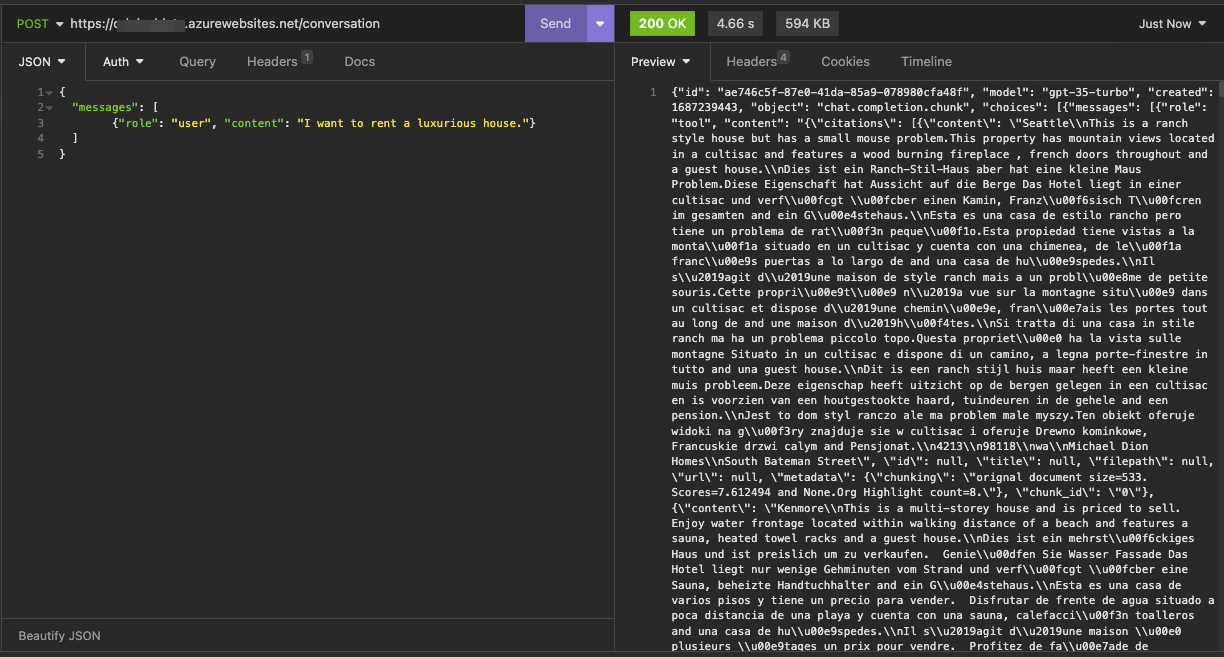 POST https:// .azurewebsites.net/conversation
Send
200 OK
4.66 s
594 KB
Just Now
JSON
Auth
Query
Headers 1
Docs
Preview
Headers 4
Cookies
Timeline
1 {
2 "messages": [
3 {"role": "user", "content": "I want to rent a luxurious house."}
4 ]
5 }
Beautify JSON
1 {"id": "ae746c5f-87e0-41da-85a9-078980cfa48f", "model": "gpt-35-turbo", "created":
1687239443, "object": "chat.completion.chunk", "choices": [{"messages": [{"role":
"tool", "content": "{\"citations\": [{\"content\": \"Seattle\\nThis is a ranch
style house but has a small mouse problem.This property has mountain views located
in a cultisac and features a wood burning fireplace , french doors throughout and
a guest house.\\nDies ist ein Ranch-Stil-Haus aber hat eine kleine Maus
Problem.Diese Eigenschaft hat Aussicht auf die Berge Das Hotel liegt in einer
cultisac und verf\\u00fcgt \\u00fcber einen Kamin, Franz\\u00f6sisch T\\u00fcren
im gesamten and ein G\\u00e4stehaus.\\nEsta es una casa de estilo rancho pero
tiene un problema de rat\\u00f3n peque\\u00f1o.Esta propiedad tiene vistas a la
monta\\u00f1a situado en un cultisac y cuenta con una chimenea, de le\\u00f1a
franc\\u00e9s puertas a lo largo de and una casa de hu\\u00e9spedes.\\nIl
s\\u2019agit d\\u2019une maison de style ranch mais a un probl\\u00e8me de petite
souris.Cette propri\\u00e9t\\u00e9 n\\u2019a vue sur la montagne situ\\u00e9 dans
un cultisac et dispose d\\u2019une chemin\\u00e9e, fran\\u00e7ais les portes tout
au long de and une maison d\\u2019h\\u00f4tes.\\nSi tratta di una casa in stile
ranch ma ha un problema piccolo topo.Questa propriet\\u00e0 ha la vista sulle
montagne Situato in un cultisac e dispone di un camino, a legna porte-finestre in
tutto and una guest house.\\nDit is een ranch stijl huis maar heeft een kleine
muis probleem.Deze eigenschap heeft uitzicht op de bergen gelegen in een cultisac
en is voorzien van een houtgestookte haard, tuindeuren in de gehele and een
pension.\\nJest to dom styl ranczo ale ma problem male myszy.Ten obiekt oferuje
widoki na g\\u00f3ry znajduje sie w cultisac i oferuje Drewno kominkowe,
Francuskie drzwi calym and Pensjonat.\\n4213\\n98118\\nwa\\nMichael Dion
Homes\\nSouth Bateman Street\", \"id\": null, \"title\": null, \"filepath\": null,
\"url\": null, \"metadata\": {\"chunking\": \"orignal document size=533.
Scores=7.612494 and None.Org Highlight count=8.\"}, \"chunk_id\": \"0\"},
{\"content\": \"Kenmore\\nThis is a multi-storey house and is priced to sell.
Enjoy water frontage located within walking distance of a beach and features a
sauna, heated towel racks and a guest house.\\nDies ist ein mehrst\\u00f6ckiges
Haus und ist preislich um zu verkaufen.  Genie\\u00dfen Sie Wasser Fassade Das
Hotel liegt nur wenige Gehminuten vom Strand und verf\\u00fcgt \\u00fcber eine
Sauna, beheizte Handtuchhalter and ein G\\u00e4stehaus.\\nEsta es una casa de
varios pisos y tiene un precio para vender.  Disfrutar de frente de agua situado a
poca distancia de una playa y cuenta con una sauna, calefacci\\u00f3n toalleros
and una casa de hu\\u00e9spedes.\\nIl s\\u2019agit d\\u2019une maison \\u00e0
plusieurs \\u00e9tages un prix pour vendre.  Profitez de fa\\u00e7ade de